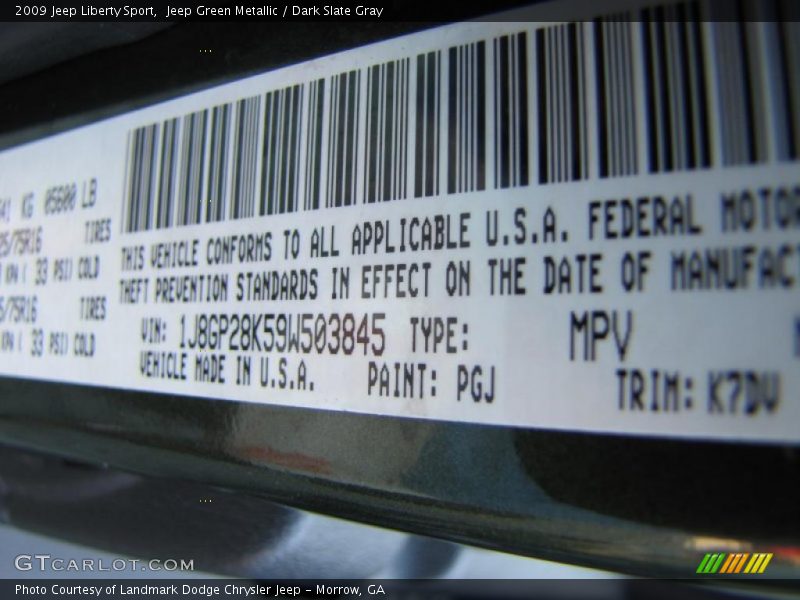 2009 Jeep Liberty Sport,  Jeep Green Metallic / Dark Slate Gray
KG 05600 LB
TIRES
33 PSI) COLD
TIRES
33 PSI) COLD
THIS VEHICLE CONFORMS TO ALL APPLICABLE U.S.A. FEDERAL MOTOR
THEFT PREVENTION STANDARDS IN EFFECT ON THE DATE OF MANUFACT
VIN: 1J8GP28K59W503845 TYPE: MPV
VEHICLE MADE IN U.S.A. PAINT: PGJ TRIM: K7DV
GTCARLOT.COM
Photo Courtesy of Landmark Dodge Chrysler Jeep – Morrow, GA